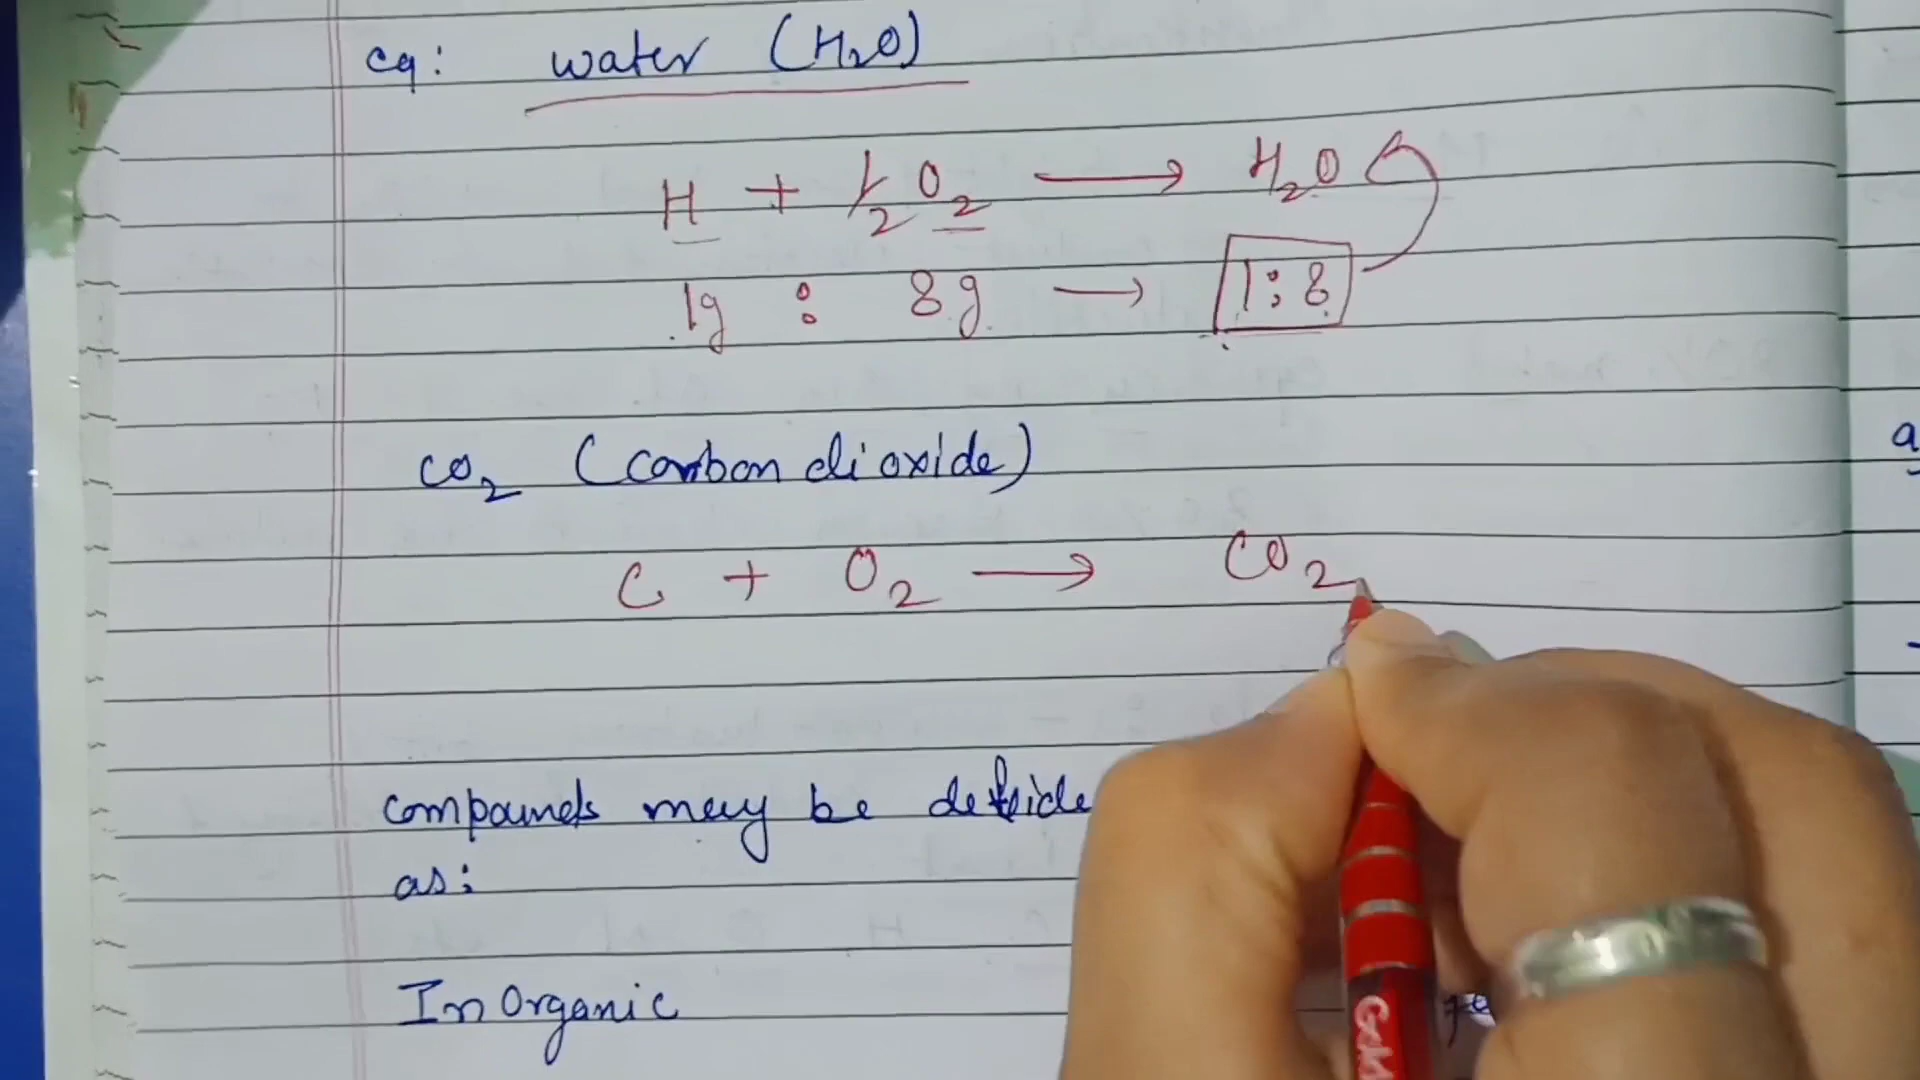 eg: water (H2O)
H + 1/2 O2 → H2O
1g : 8g → 1:8
CO2 (carbon dioxide)
C + O2 → CO2
compounds may be
as:
InOrganic